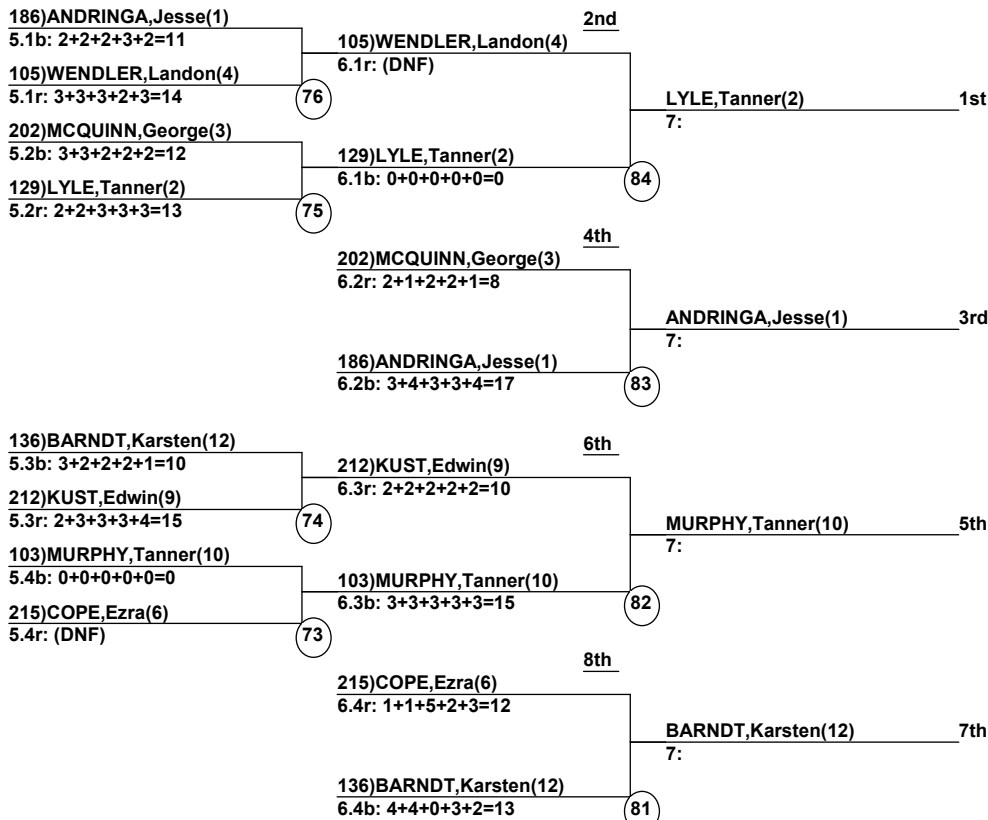 186)ANDRINGA,Jesse(1)
5.1b: 2+2+2+3+2=11
105)WENDLER,Landon(4)
5.1r: 3+3+3+2+3=14
76
202)MCQUINN,George(3)
5.2b: 3+3+2+2+2=12
129)LYLE,Tanner(2)
5.2r: 2+2+3+3+3=13
75
2nd
105)WENDLER,Landon(4)
6.1r: (DNF)
129)LYLE,Tanner(2)
6.1b: 0+0+0+0+0=0
84
LYLE,Tanner(2)
7:
1st
4th
202)MCQUINN,George(3)
6.2r: 2+1+2+2+1=8
186)ANDRINGA,Jesse(1)
6.2b: 3+4+3+3+4=17
83
ANDRINGA,Jesse(1)
7:
3rd
136)BARNDT,Karsten(12)
5.3b: 3+2+2+2+1=10
212)KUST,Edwin(9)
5.3r: 2+3+3+3+4=15
74
103)MURPHY,Tanner(10)
5.4b: 0+0+0+0+0=0
215)COPE,Ezra(6)
5.4r: (DNF)
73
6th
212)KUST,Edwin(9)
6.3r: 2+2+2+2+2=10
103)MURPHY,Tanner(10)
6.3b: 3+3+3+3+3=15
82
MURPHY,Tanner(10)
7:
5th
8th
215)COPE,Ezra(6)
6.4r: 1+1+5+2+3=12
136)BARNDT,Karsten(12)
6.4b: 4+4+0+3+2=13
81
BARNDT,Karsten(12)
7:
7th